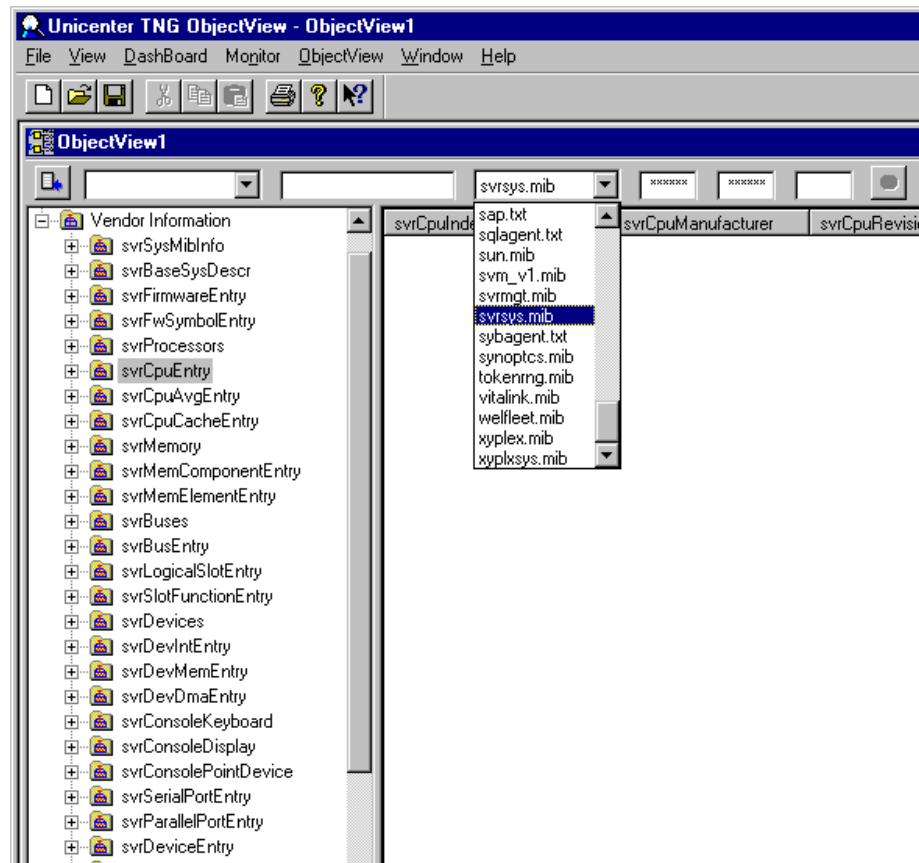 Unicenter TNG ObjectView - ObjectView1
File View DashBoard Monitor ObjectView Window Help
ObjectView1
svrsys.mib ****** ******
Vendor Information
svrSysMibInfo
svrBaseSysDescr
svrFirmwareEntry
svrFwSymbolEntry
svrProcessors
svrCpuEntry
svrCpuAvgEntry
svrCpuCacheEntry
svrMemory
svrMemComponentEntry
svrMemElementEntry
svrBuses
svrBusEntry
svrLogicalSlotEntry
svrSlotFunctionEntry
svrDevices
svrDevIntEntry
svrDevMemEntry
svrDevDmaEntry
svrConsoleKeyboard
svrConsoleDisplay
svrConsolePointDevice
svrSerialPortEntry
svrParallelPortEntry
svrDeviceEntry
svrCpuInde svrCpuManufacturer svrCpuRevisi
sap.txt
sqlagent.txt
sun.mib
svm_v1.mib
svrmgt.mib
svrsys.mib
sybagent.txt
synoptcs.mib
tokenrng.mib
vitalink.mib
welfleet.mib
xyplex.mib
xyplxsys.mib